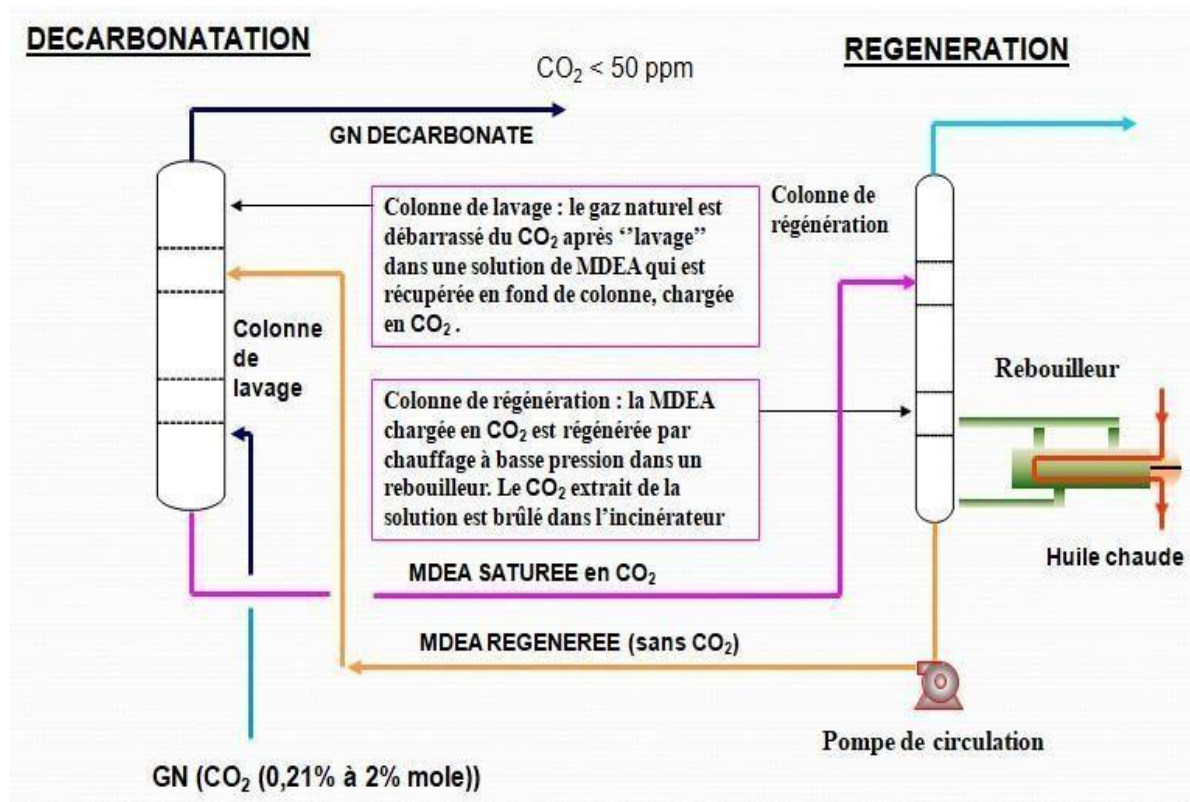 DECARBONATATION
REGENERATION
CO₂ < 50 ppm
GN DECARBONATE
Colonne de lavage : le gaz naturel est
débarrassé du CO₂ après ‘’lavage’’
dans une solution de MDEA qui est
récupérée en fond de colonne, chargée
en CO₂ .
Colonne de
régénération
Colonne
de
lavage
Colonne de régénération : la MDEA
chargée en CO₂ est régénérée par
chauffage à basse pression dans un
rebouilleur. Le CO₂ extrait de la
solution est brûlé dans l’incinérateur
Rebouilleur
Huile chaude
MDEA SATUREE en CO₂
MDEA REGENEREE (sans CO₂)
Pompe de circulation
GN (CO₂ (0,21% à 2% mole))